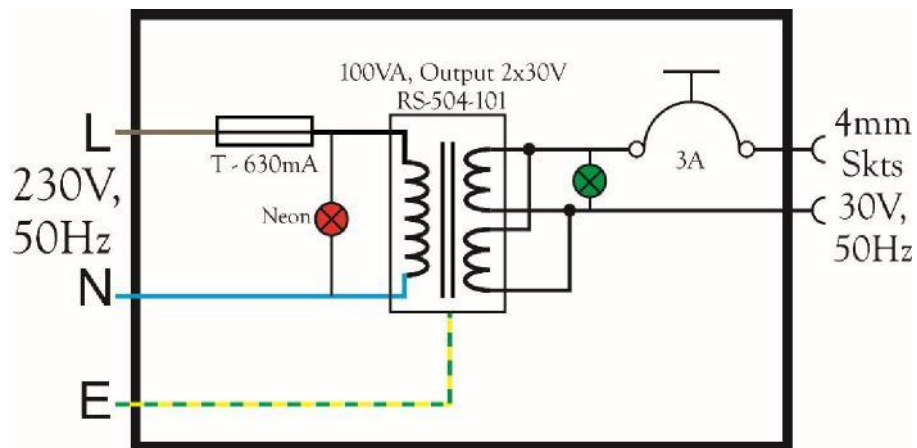 100VA, Output 2x30V
RS-504-101
L
230V,
50Hz
T - 630mA
Neon
N
E
3A
4mm
Skts
30V,
50Hz